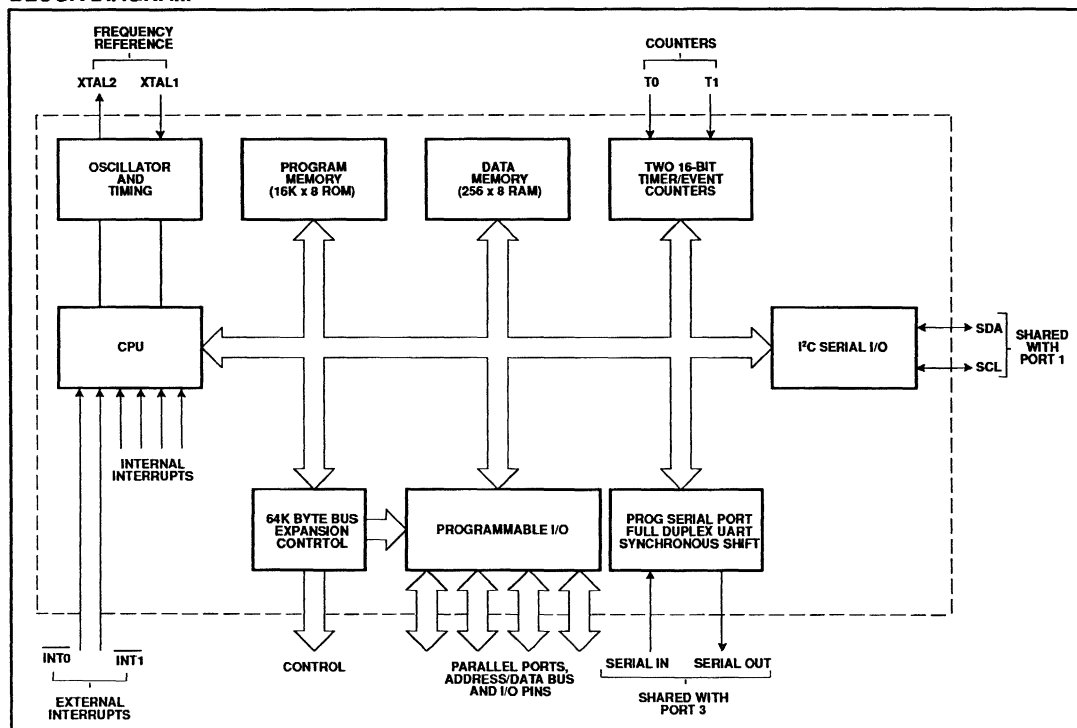 FREQUENCY
REFERENCE
XTAL2 XTAL1
COUNTERS
T0 T1
OSCILLATOR
AND
TIMING
PROGRAM
MEMORY
(16K x 8 ROM)
DATA
MEMORY
(256 x 8 RAM)
TWO 16-BIT
TIMER/EVENT
COUNTERS
CPU
I²C SERIAL I/O
SDA
SCL
SHARED
WITH
PORT 1
INTERNAL
INTERRUPTS
64K BYTE BUS
EXPANSION
CONTRTOL
PROGRAMMABLE I/O
PROG SERIAL PORT
FULL DUPLEX UART
SYNCHRONOUS SHIFT
INT0 INT1
EXTERNAL
INTERRUPTS
CONTROL
PARALLEL PORTS,
ADDRESS/DATA BUS
AND I/O PINS
SERIAL IN SERIAL OUT
SHARED WITH
PORT 3